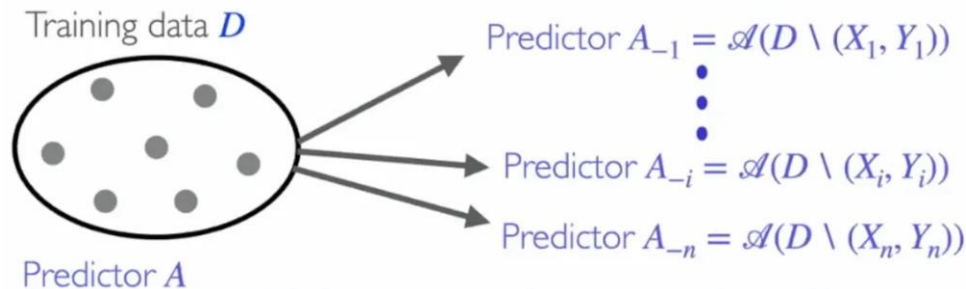 Training data D
Predictor A₋₁ = 𝒜(D \ (X₁, Y₁))
Predictor A₋ᵢ = 𝒜(D \ (Xᵢ, Yᵢ))
Predictor A₋ₙ = 𝒜(D \ (Xₙ, Yₙ))
Predictor A